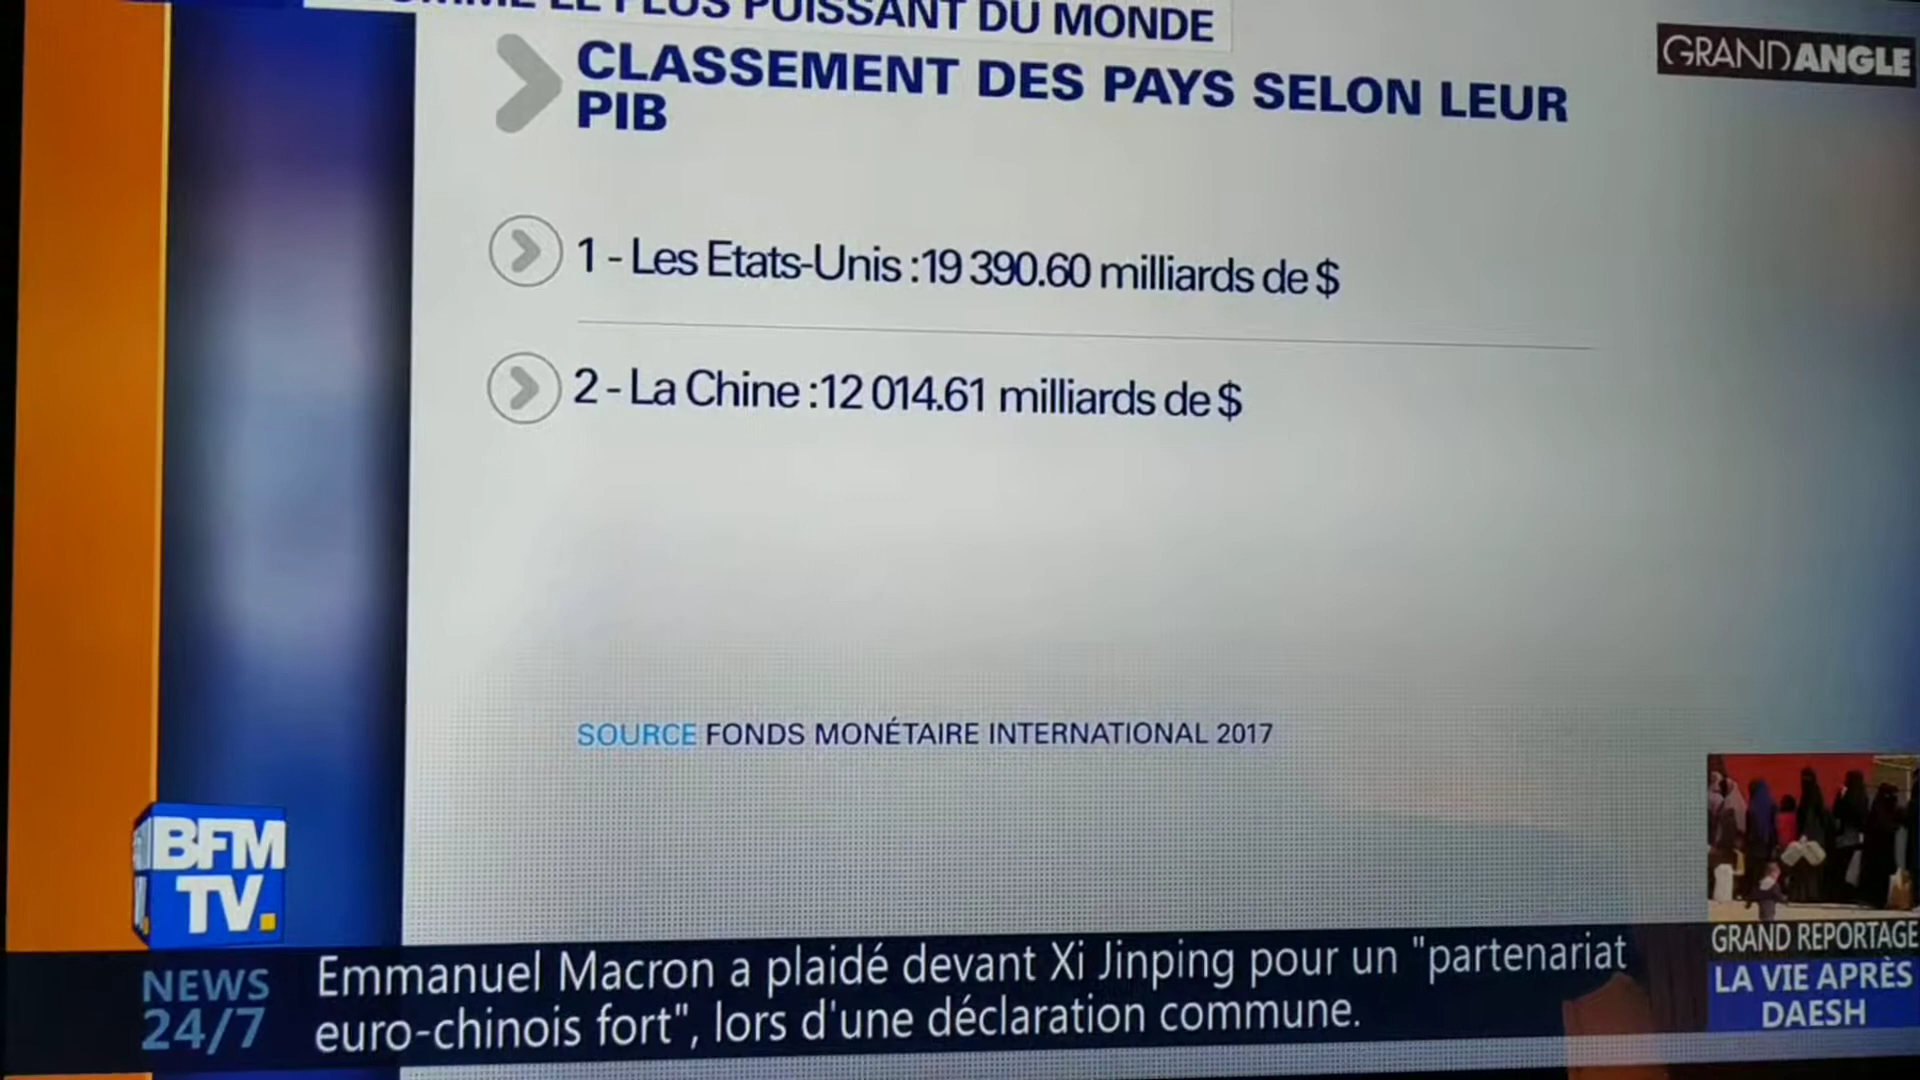 LE PLUS PUISSANT DU MONDE
GRANDANGLE
CLASSEMENT DES PAYS SELON LEUR
PIB
1 - Les Etats-Unis :19 390.60 milliards de $
2 - La Chine :12 014.61 milliards de $
SOURCE FONDS MONÉTAIRE INTERNATIONAL 2017
BFM
TV.
NEWS
24/7
Emmanuel Macron a plaidé devant Xi Jinping pour un "partenariat
euro-chinois fort", lors d'une déclaration commune.
GRAND REPORTAGE
LA VIE APRÈS
DAESH